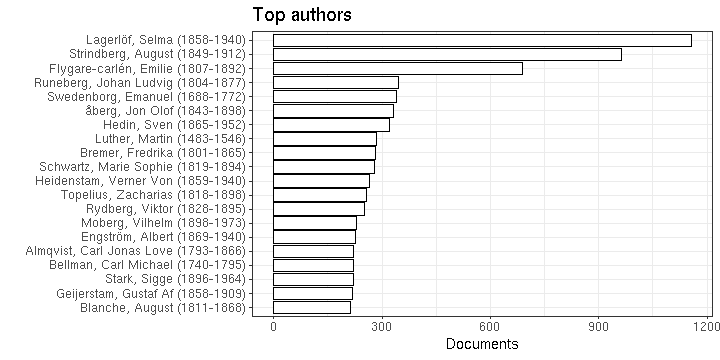 Top authors
Lagerlöf, Selma (1858-1940)
Strindberg, August (1849-1912)
Flygare-carlén, Emilie (1807-1892)
Runeberg, Johan Ludvig (1804-1877)
Swedenborg, Emanuel (1688-1772)
åberg, Jon Olof (1843-1898)
Hedin, Sven (1865-1952)
Luther, Martin (1483-1546)
Bremer, Fredrika (1801-1865)
Schwartz, Marie Sophie (1819-1894)
Heidenstam, Verner Von (1859-1940)
Topelius, Zacharias (1818-1898)
Rydberg, Viktor (1828-1895)
Moberg, Vilhelm (1898-1973)
Engström, Albert (1869-1940)
Almqvist, Carl Jonas Love (1793-1866)
Bellman, Carl Michael (1740-1795)
Stark, Sigge (1896-1964)
Geijerstam, Gustaf Af (1858-1909)
Blanche, August (1811-1868)
0 300 600 900 1200
Documents